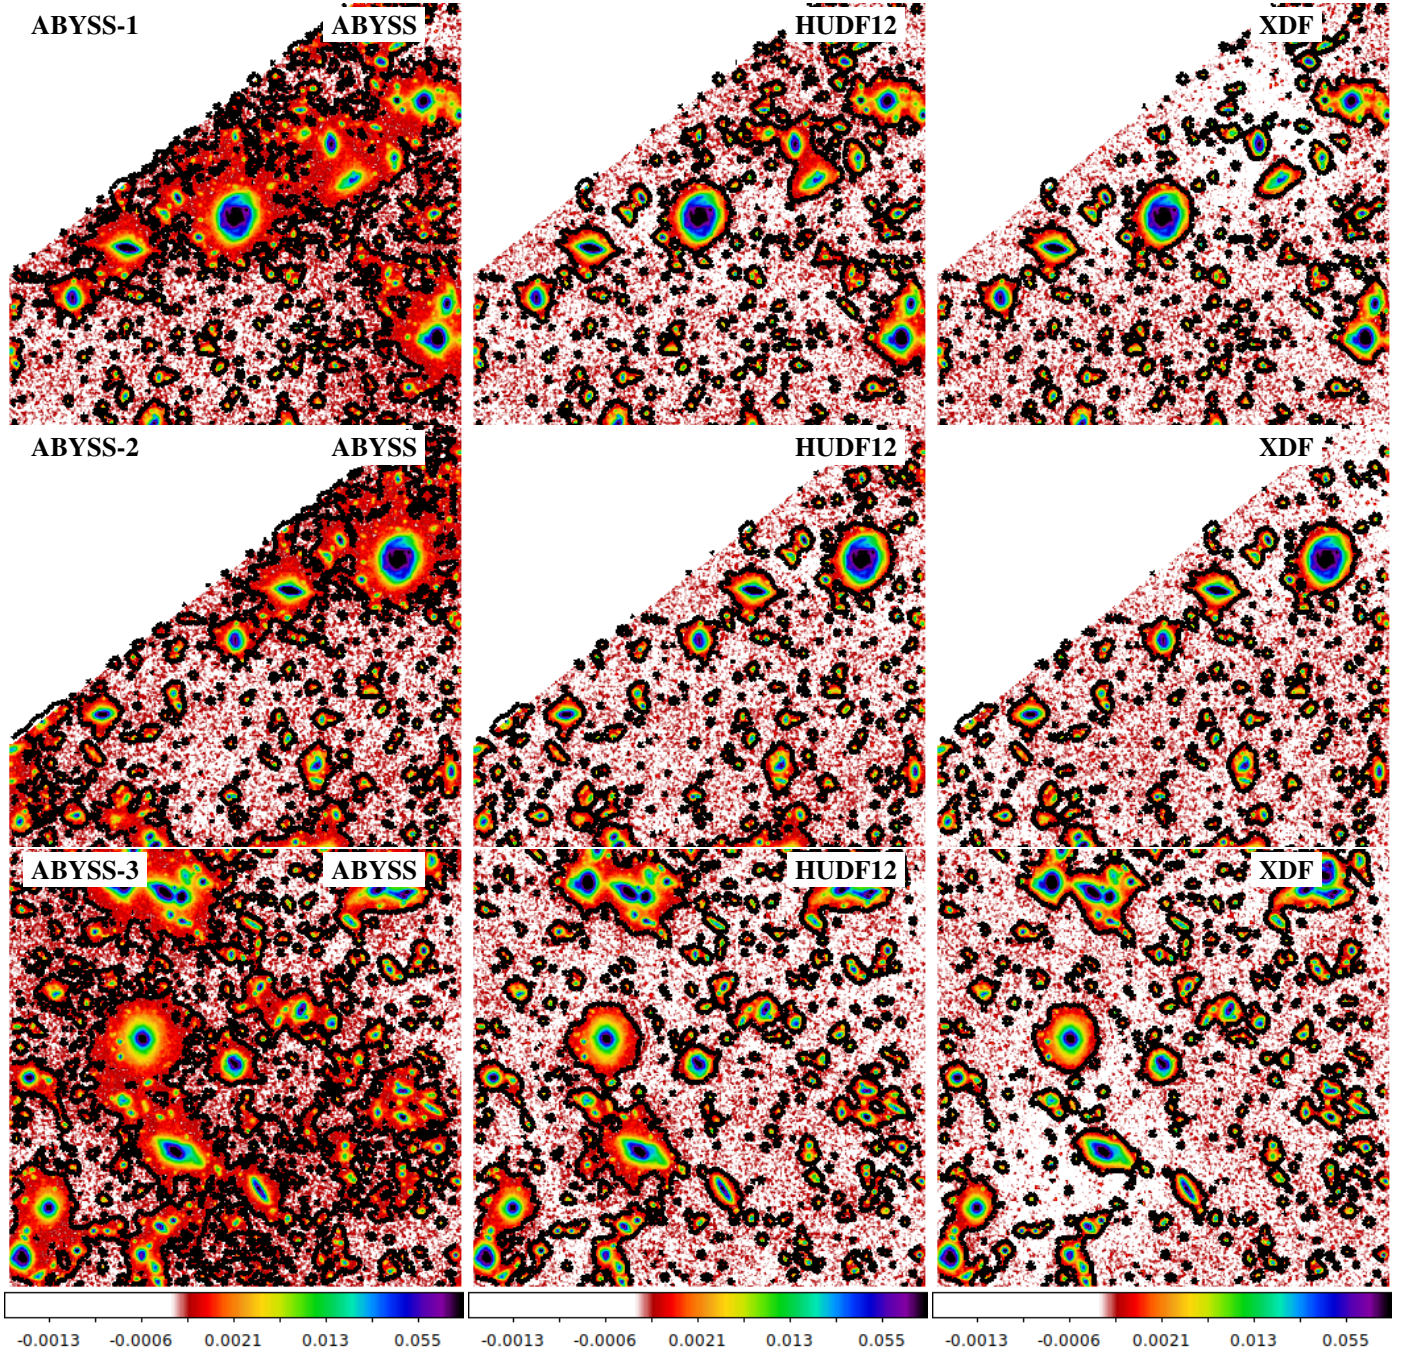 ABYSS-1 ABYSS HUDF12 XDF
ABYSS-2 ABYSS HUDF12 XDF
ABYSS-3 ABYSS HUDF12 XDF
-0.0013 -0.0006 0.0021 0.013 0.055 -0.0013 -0.0006 0.0021 0.013 0.055 -0.0013 -0.0006 0.0021 0.013 0.055